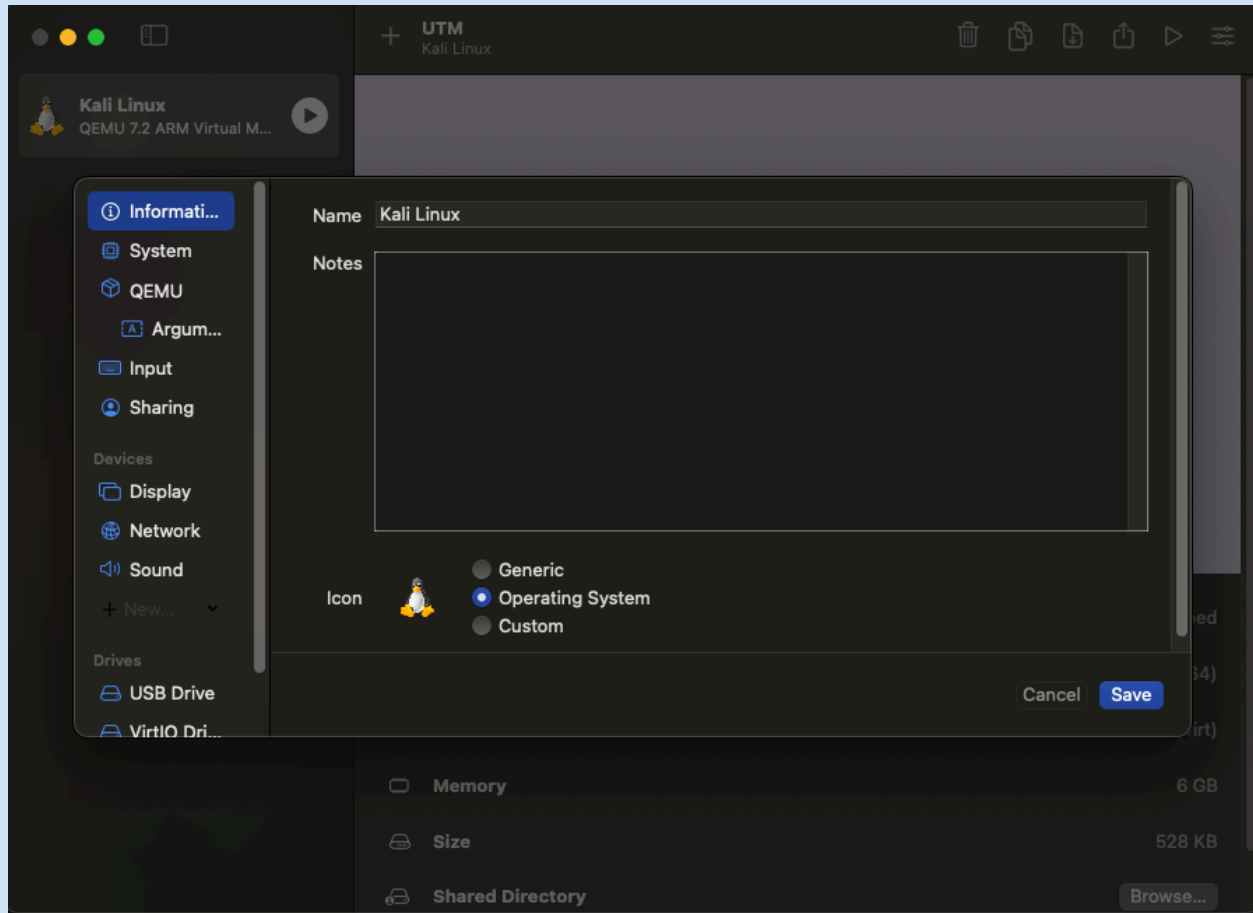 UTM
Kali Linux
Kali Linux
QEMU 7.2 ARM Virtual M...
Informati...
System
QEMU
Argum...
Input
Sharing
Devices
Display
Network
Sound
+ New...
Drives
USB Drive
VirtIO Dri...
Name Kali Linux
Notes
Icon
Generic
Operating System
Custom
Cancel Save
Memory 6 GB
Size 528 KB
Shared Directory Browse...